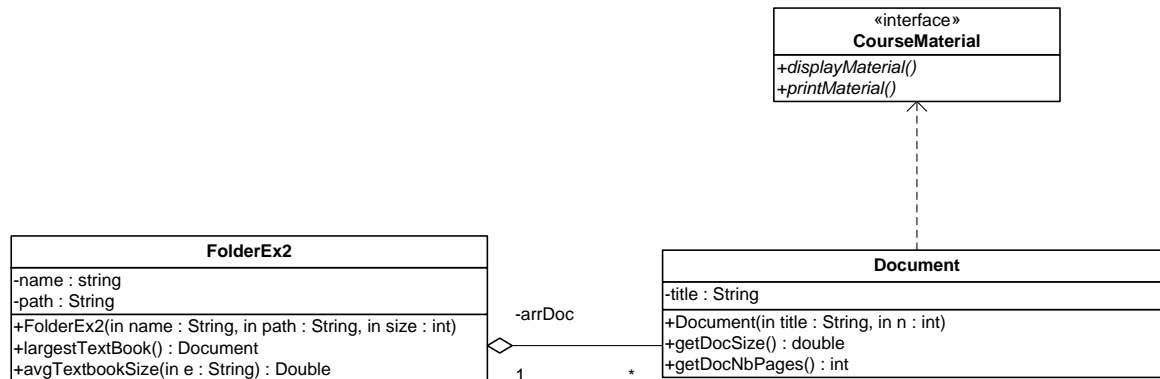 «interface»
CourseMaterial
+displayMaterial()
+printMaterial()
FolderEx2
-name : string
-path : String
+FolderEx2(in name : String, in path : String, in size : int)
+largestTextBook() : Document
+avgTextbookSize(in e : String) : Double
-arrDoc
1
*
Document
-title : String
+Document(in title : String, in n : int)
+getDocSize() : double
+getDocNbPages() : int